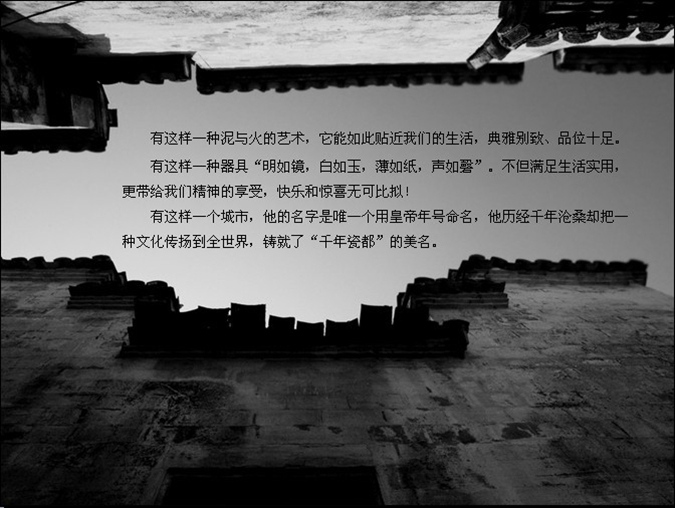 有这样一种泥与火的艺术，它能如此贴近我们的生活，典雅别致、品位十足。
有这样一种器具“明如镜，白如玉，薄如纸，声如磬”。不但满足生活实用，
更带给我们精神的享受，快乐和惊喜无可比拟！
有这样一个城市，他的名字是唯一个用皇帝年号命名，他历经千年沧桑却把一
种文化传扬到全世界，铸就了“千年瓷都”的美名。